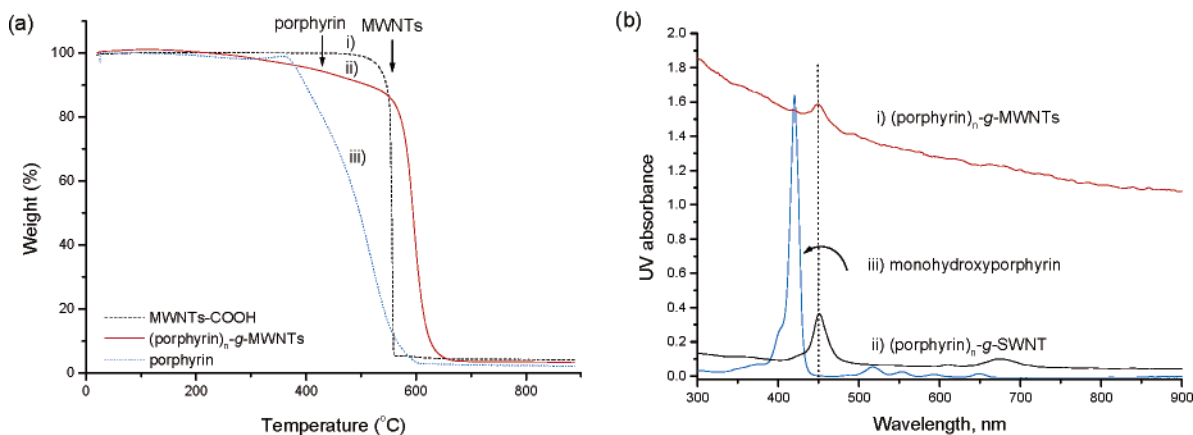 (a)
porphyrin
MWNTs
i)
ii)
iii)
100
80
60
40
20
0
Weight (%)
MWNTs-COOH
(porphyrin)n-g-MWNTs
porphyrin
0 200 400 600 800
Temperature (°C)
(b)
i) (porphyrin)n-g-MWNTs
iii) monohydroxyporphyrin
ii) (porphyrin)n-g-SWNT
1.8
1.6
1.4
1.2
1.0
0.8
0.6
0.4
0.2
0.0
UV absorbance
300 400 500 600 700 800 900
Wavelength, nm